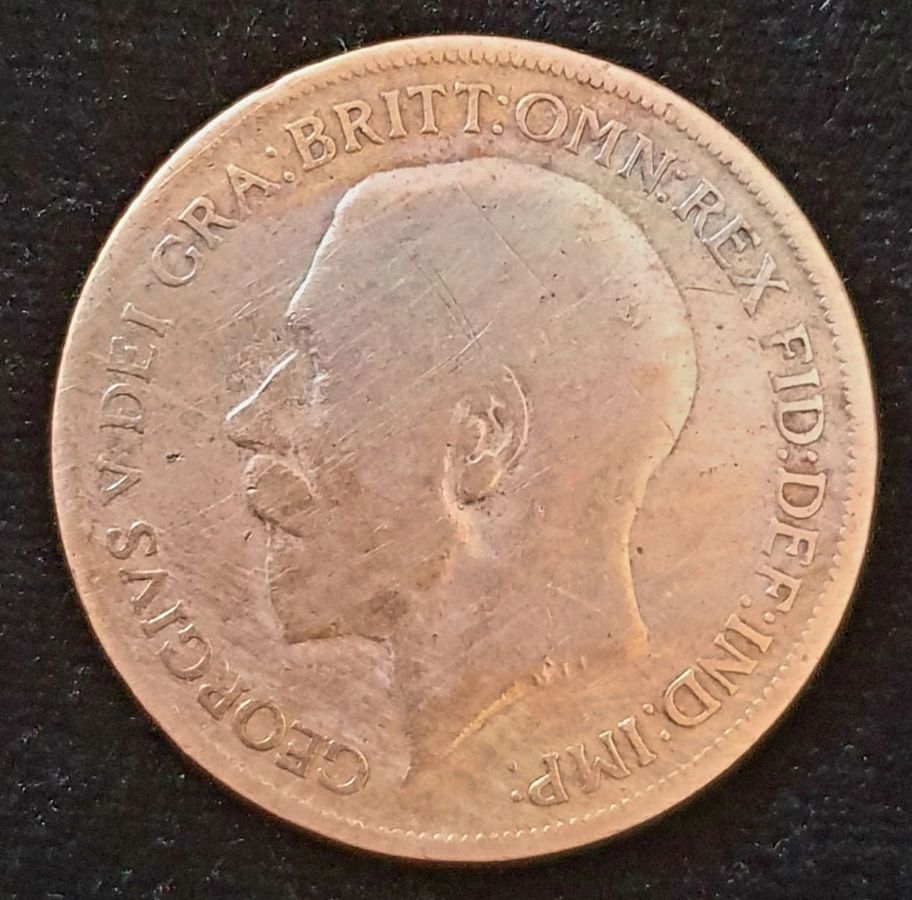 GEORGIVS V DEI GRA: BRITT: OMN: REX FID: DEF: IND: IMP: